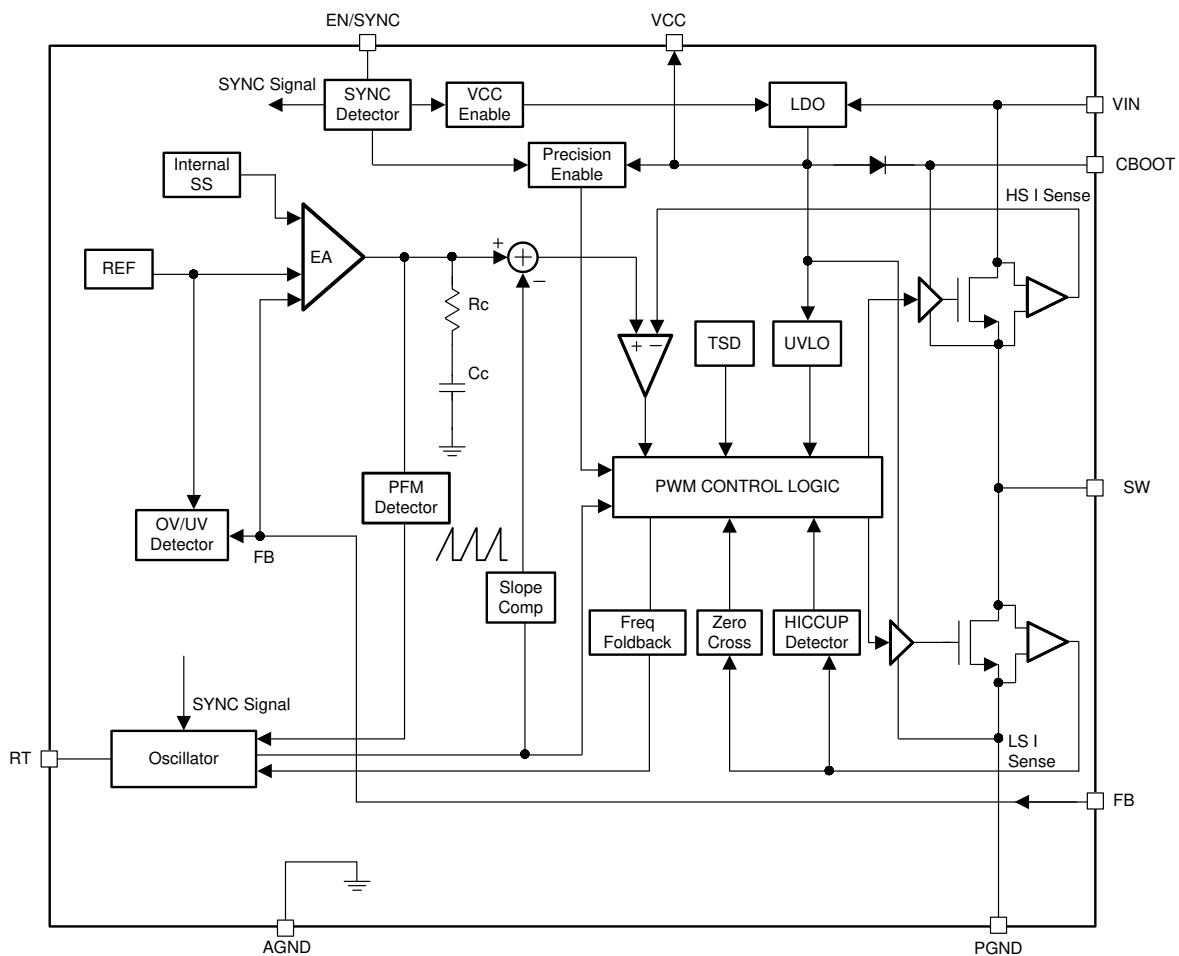 EN/SYNC
VCC
SYNC Signal
SYNC
Detector
VCC
Enable
LDO
VIN
Internal
SS
Precision
Enable
CBOOT
HS I Sense
REF
EA
+
+
−
Rc
+ −
TSD
UVLO
Cc
PFM
Detector
PWM CONTROL LOGIC
SW
OV/UV
Detector
FB
Slope
Comp
Freq
Foldback
Zero
Cross
HICCUP
Detector
SYNC Signal
RT
Oscillator
LS I
Sense
FB
AGND
PGND